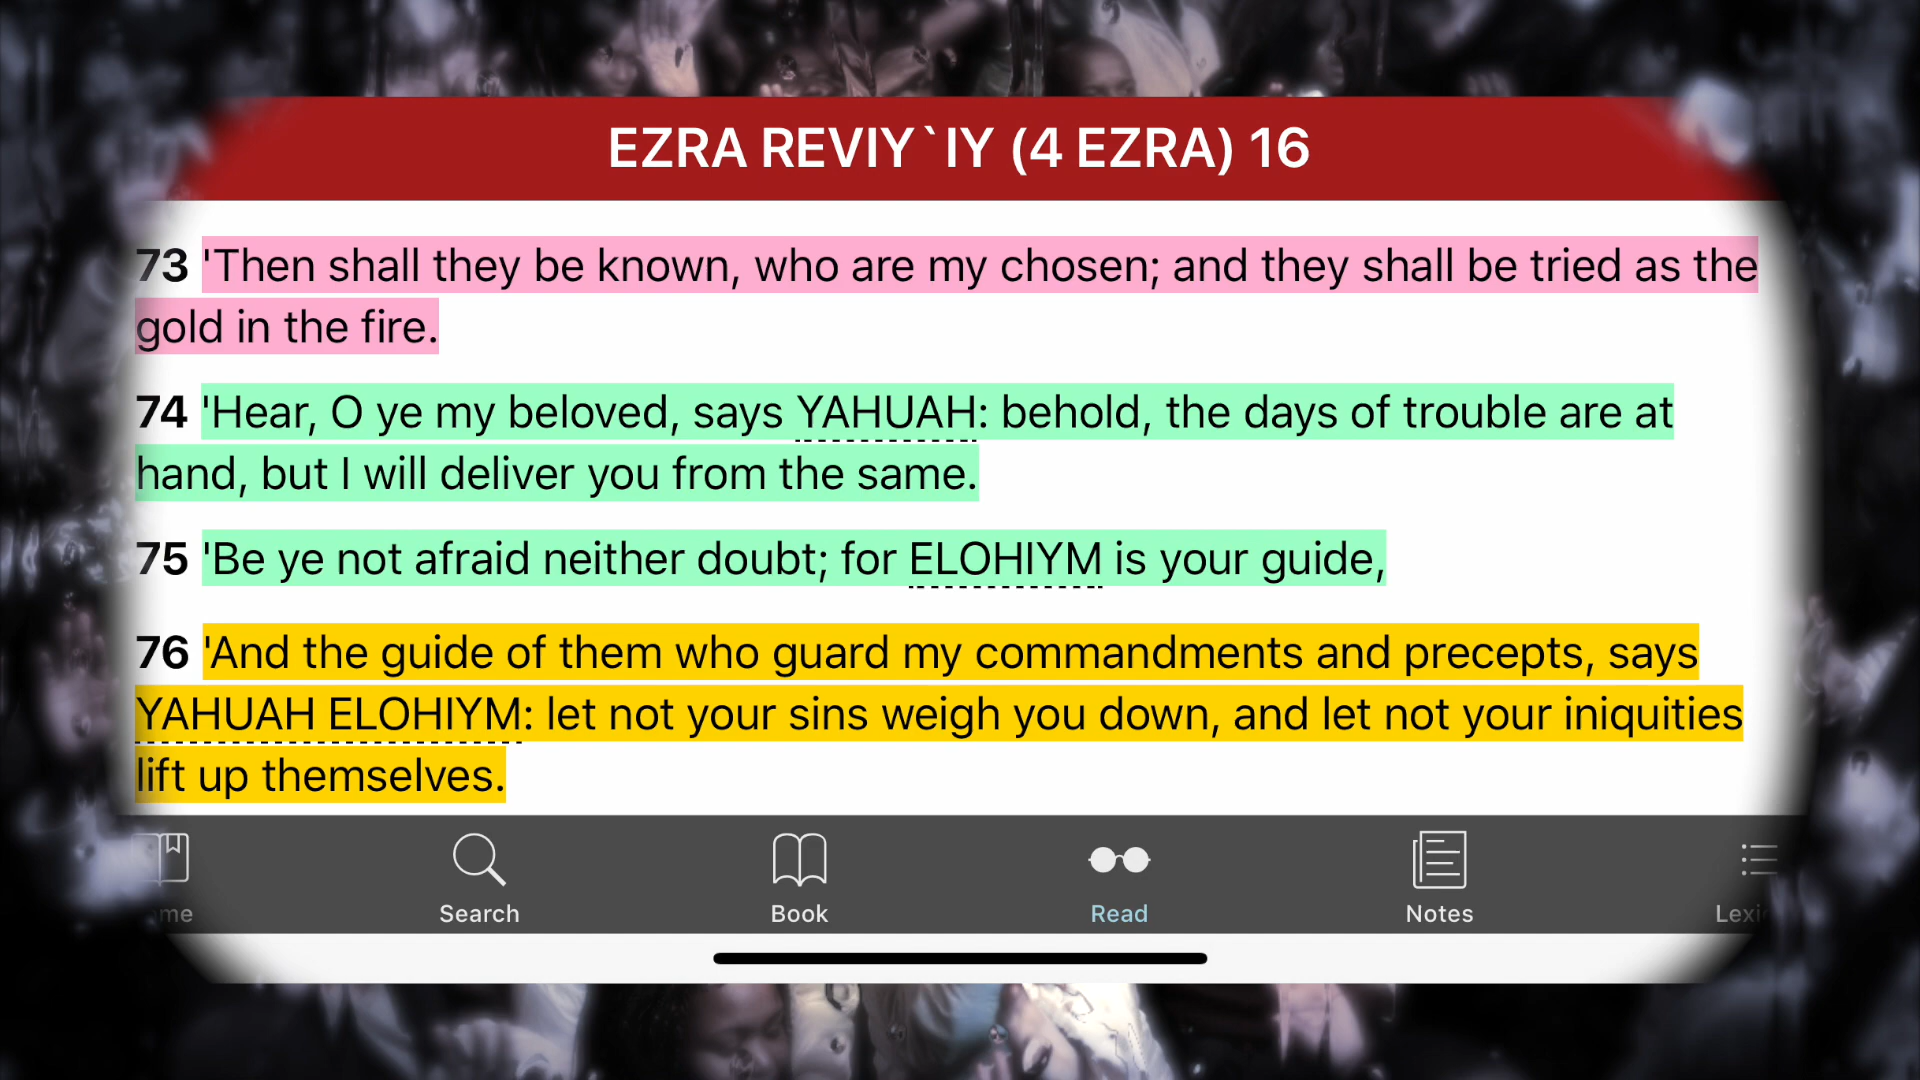 EZRA REVIY`IY (4 EZRA) 16
73 'Then shall they be known, who are my chosen; and they shall be tried as the
gold in the fire.
74 'Hear, O ye my beloved, says YAHUAH: behold, the days of trouble are at
hand, but I will deliver you from the same.
75 'Be ye not afraid neither doubt; for ELOHIYM is your guide,
76 'And the guide of them who guard my commandments and precepts, says
YAHUAH ELOHIYM: let not your sins weigh you down, and let not your iniquities
lift up themselves.
Search Book Read Notes